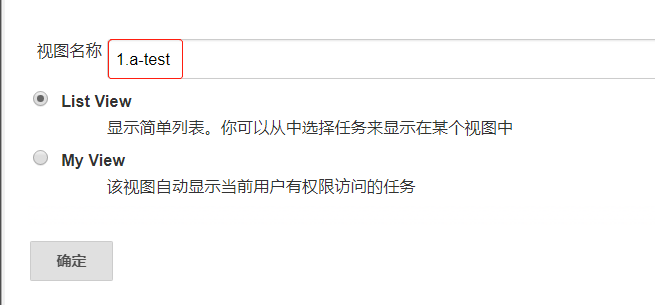 视图名称 1.a-test
List View
显示简单列表。你可以从中选择任务来显示在某个视图中
My View
该视图自动显示当前用户有权限访问的任务
确定